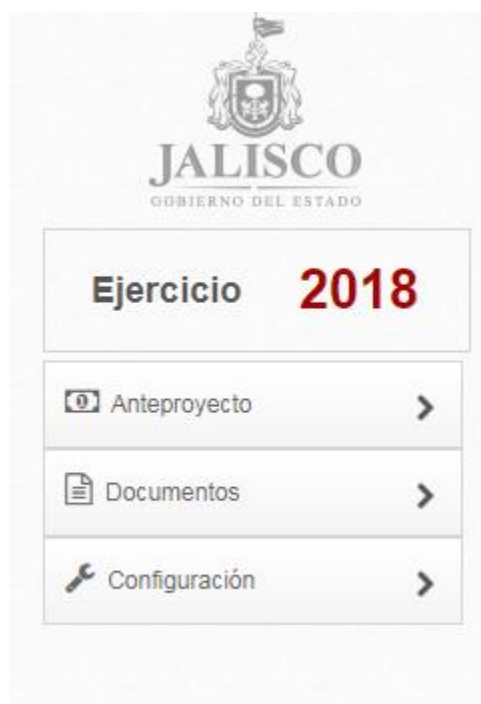 JALISCO
GOBIERNO DEL ESTADO
Ejercicio 2018
Anteproyecto
Documentos
Configuración